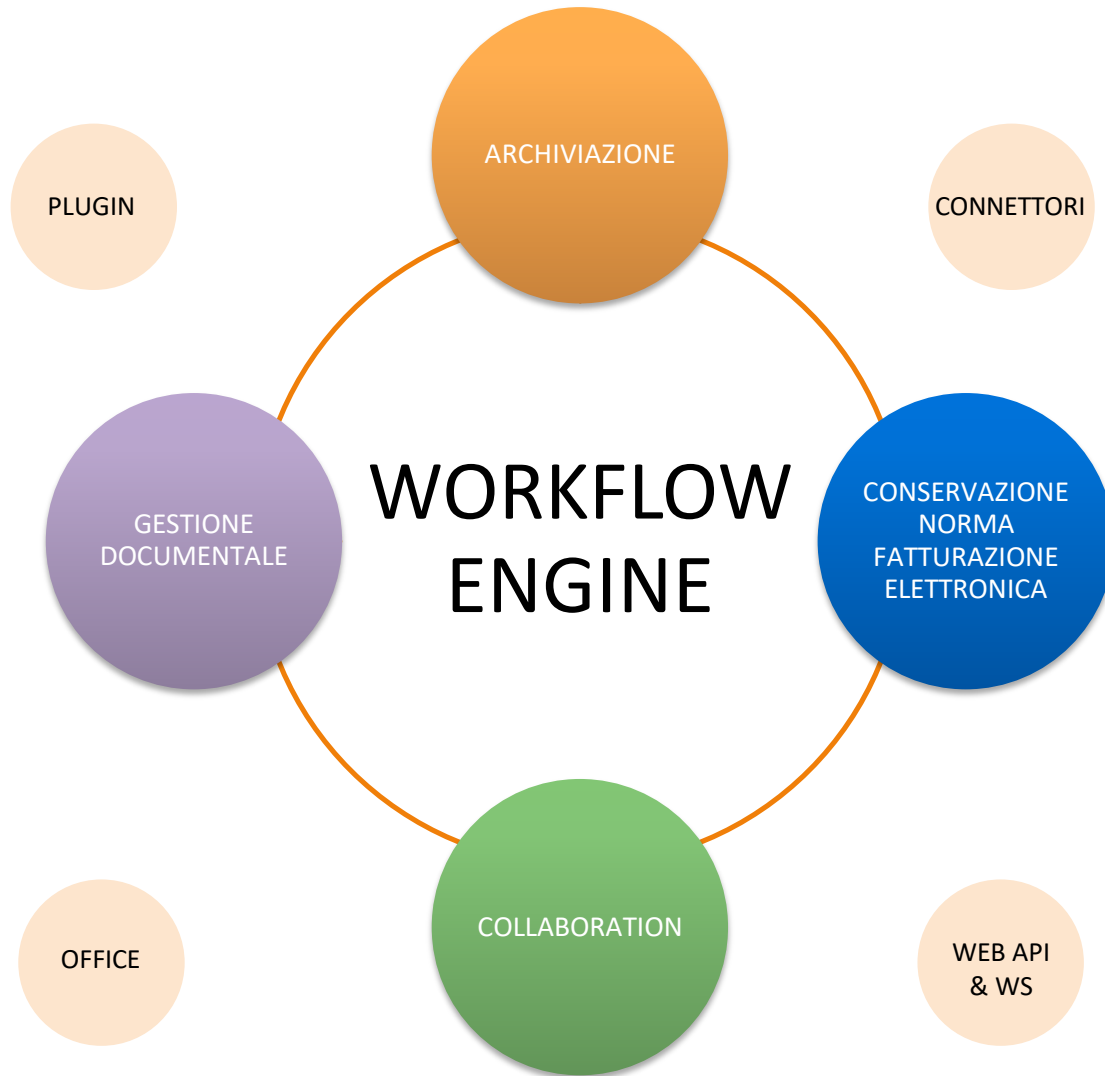 ARCHIVIAZIONE
PLUGIN
CONNETTORI
WORKFLOW
ENGINE
GESTIONE
DOCUMENTALE
CONSERVAZIONE
NORMA
FATTURAZIONE
ELETTRONICA
COLLABORATION
OFFICE
WEB API
& WS